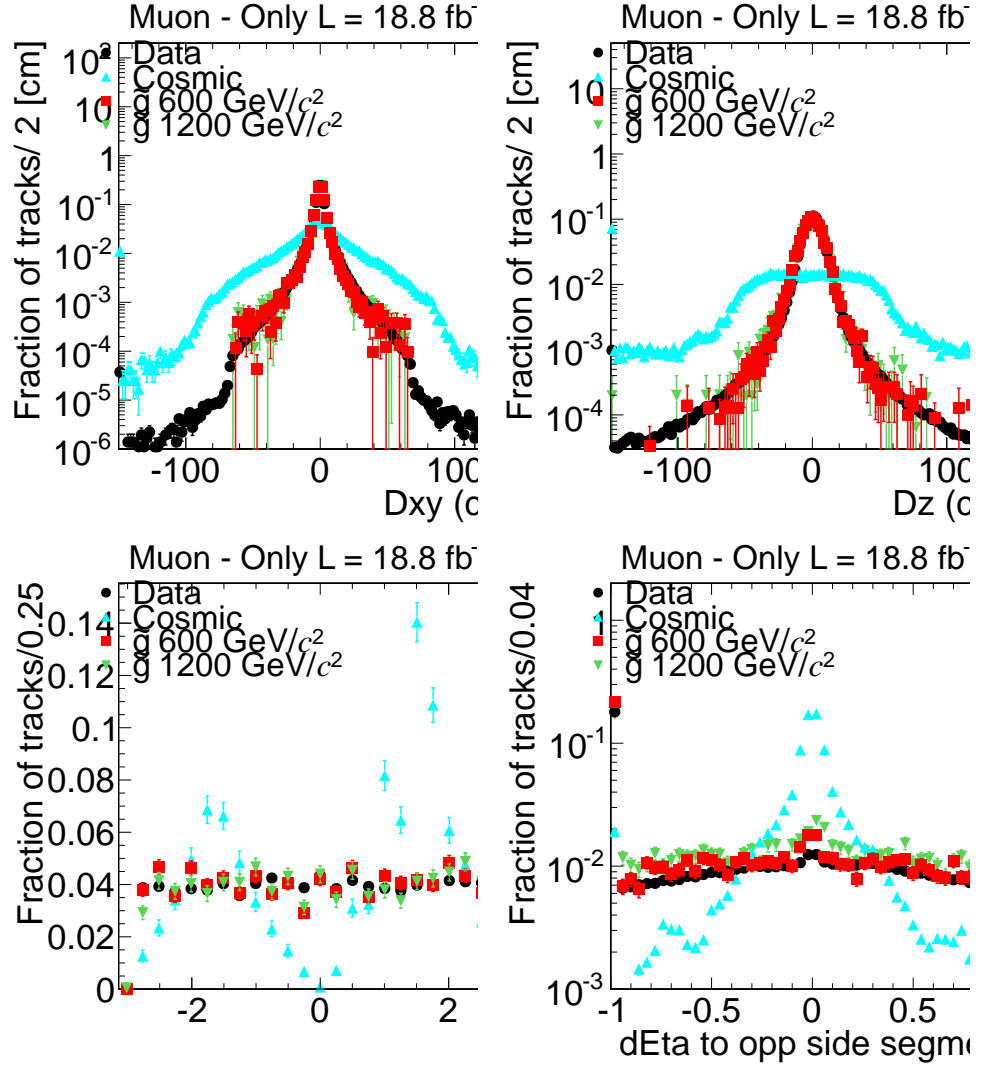 Muon - Only L = 18.8 fb⁻
Fraction of tracks/ 2 [cm]
Data
Cosmic
g̃ 600 GeV/c²
g̃ 1200 GeV/c²
10²
1
10⁻¹
10⁻²
10⁻³
10⁻⁴
10⁻⁵
10⁻⁶
-100 0 100
Dxy (c
Muon - Only L = 18.8 fb⁻
Fraction of tracks/ 2 [cm]
Data
Cosmic
g̃ 600 GeV/c²
g̃ 1200 GeV/c²
10
1
10⁻¹
10⁻²
10⁻³
10⁻⁴
-100 0 100
Dz (c
Muon - Only L = 18.8 fb⁻
Fraction of tracks/0.25
Data
Cosmic
g̃ 600 GeV/c²
g̃ 1200 GeV/c²
0.14
0.12
0.1
0.08
0.06
0.04
0.02
0
-2 0 2
Muon - Only L = 18.8 fb⁻
Fraction of tracks/0.04
Data
Cosmic
g̃ 600 GeV/c²
g̃ 1200 GeV/c²
1
10⁻¹
10⁻²
10⁻³
-1 -0.5 0 0.5
dEta to opp side segme